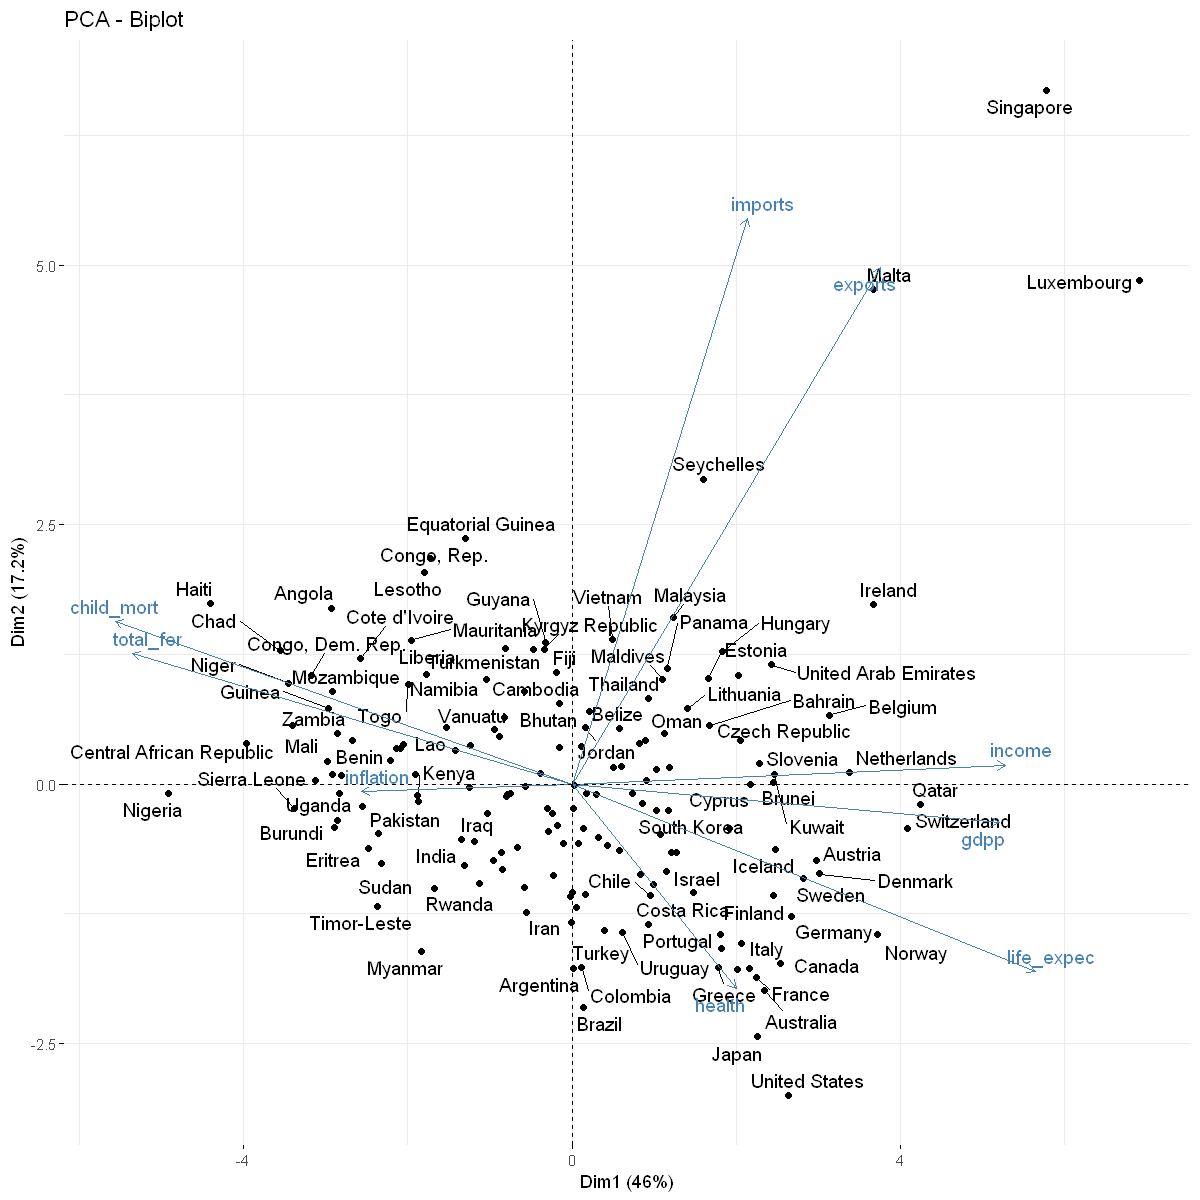 PCA - Biplot
Singapore
imports
5.0
Malta
exports
Luxembourg
Seychelles
2.5
Equatorial Guinea
Congo, Rep.
Haiti
Angola
Lesotho
Ireland
child_mort
Chad
Guyana
Vietnam
Malaysia
Cote d'Ivoire
Mauritania
Kyrgyz Republic
Panama
Hungary
total_fer
Congo, Dem. Rep.
Liberia
Turkmenistan
Fiji
Maldives
Estonia
United Arab Emirates
Niger
Mozambique
Guinea
Namibia
Cambodia
Thailand
Lithuania
Bahrain
Belgium
Zambia
Togo
Vanuatu
Bhutan
Belize
Oman
Czech Republic
Central African Republic
Mali
Benin
Lao
Jordan
Slovenia
Netherlands
income
Sierra Leone
inflation
Kenya
0.0
Nigeria
Uganda
Pakistan
Cyprus
Brunei
Qatar
Burundi
Iraq
South Korea
Kuwait
Switzerland
gdpp
Eritrea
India
Iceland
Austria
Sudan
Chile
Israel
Denmark
Sweden
Rwanda
Costa Rica
Finland
Timor-Leste
Iran
Portugal
Germany
Myanmar
Turkey
Uruguay
Italy
Norway
life_expec
Canada
Argentina
Colombia
Greece
France
health
Brazil
Australia
-2.5
Japan
United States
-4
0
4
Dim1 (46%)
Dim2 (17.2%)